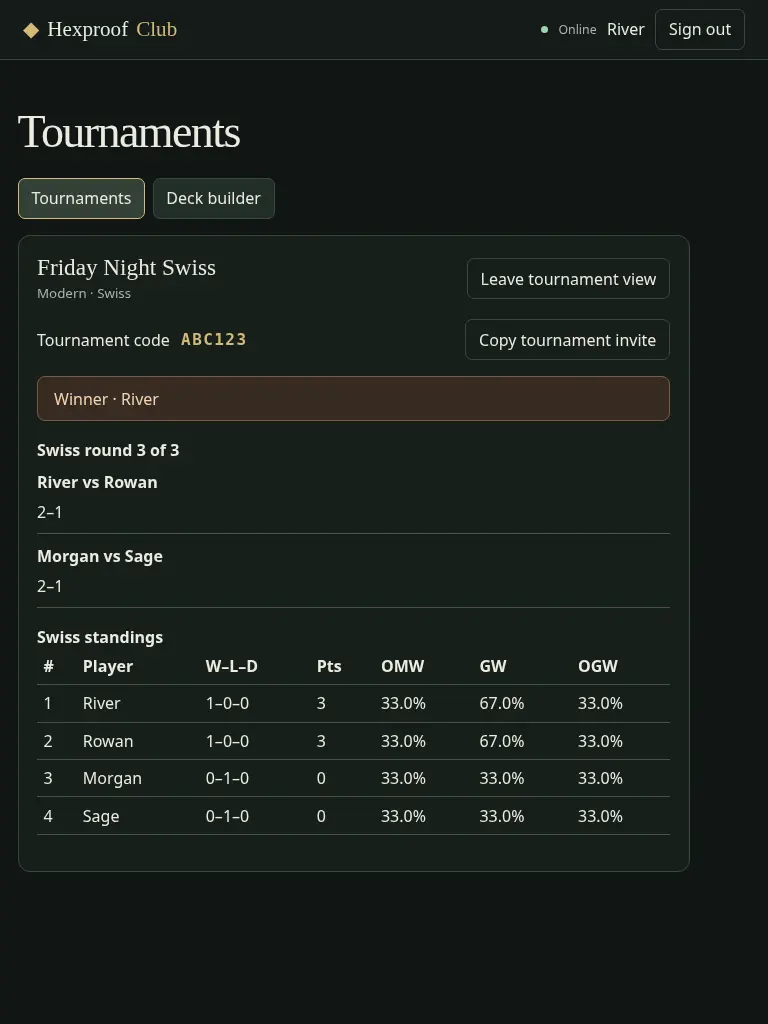 ◆ Hexproof Club
Online River Sign out
Tournaments
Tournaments Deck builder
Friday Night Swiss
Leave tournament view
Modern · Swiss
Tournament code ABC123
Copy tournament invite
Winner · River
Swiss round 3 of 3
River vs Rowan
2–1
Morgan vs Sage
2–1
Swiss standings
# Player W–L–D Pts OMW GW OGW
1 River 1–0–0 3 33.0% 67.0% 33.0%
2 Rowan 1–0–0 3 33.0% 67.0% 33.0%
3 Morgan 0–1–0 0 33.0% 33.0% 33.0%
4 Sage 0–1–0 0 33.0% 33.0% 33.0%